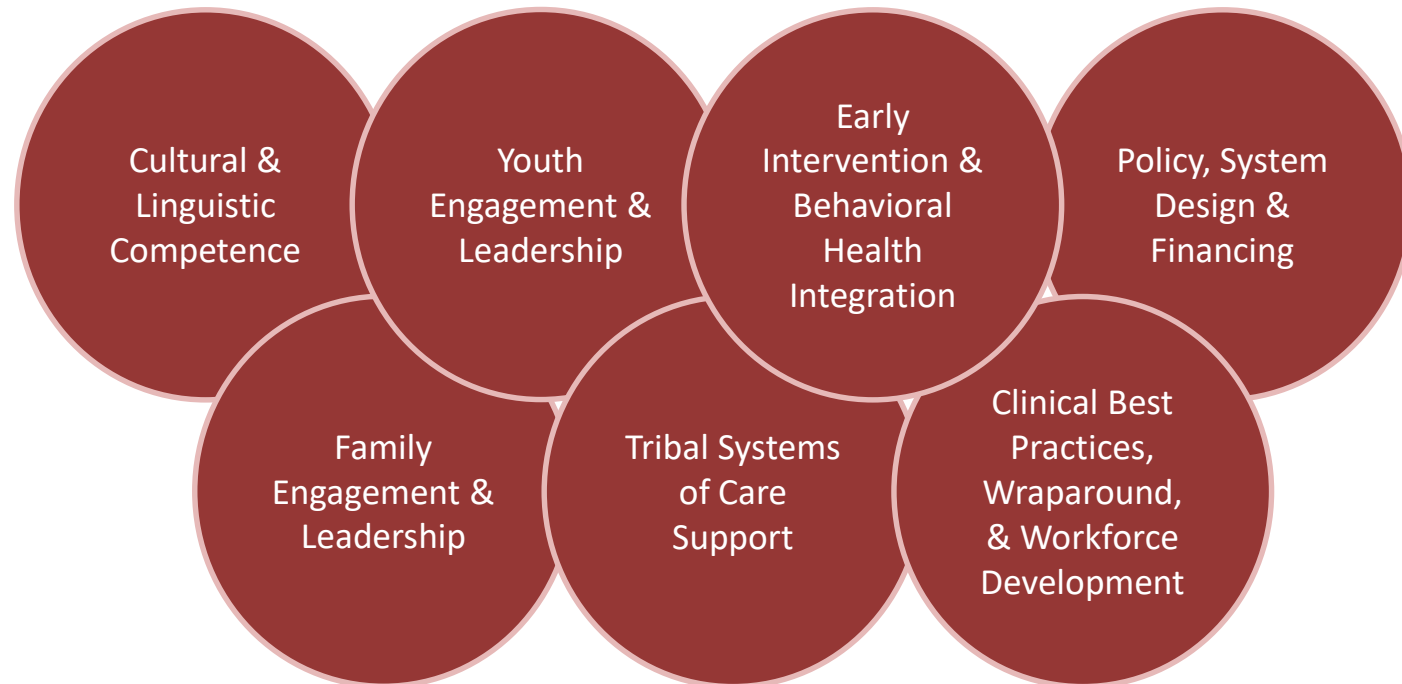 Cultural &
Linguistic
Competence
Youth
Engagement &
Leadership
Early
Intervention &
Behavioral
Health
Integration
Policy, System
Design &
Financing
Family
Engagement &
Leadership
Tribal Systems
of Care
Support
Clinical Best
Practices,
Wraparound,
& Workforce
Development